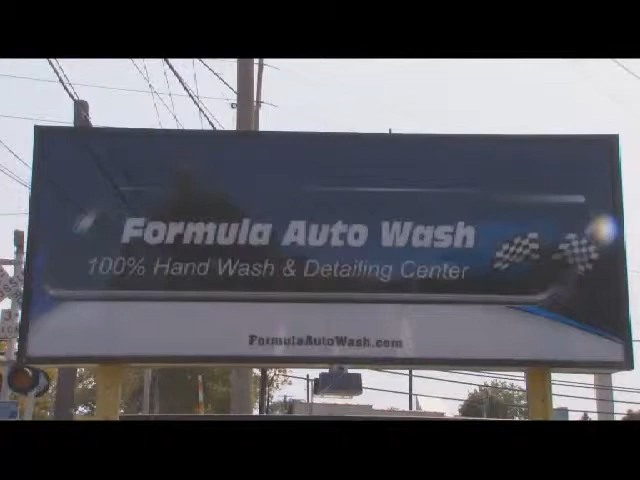 Formula Auto Wash
100% Hand Wash & Detailing Center
FormulaAutoWash.com